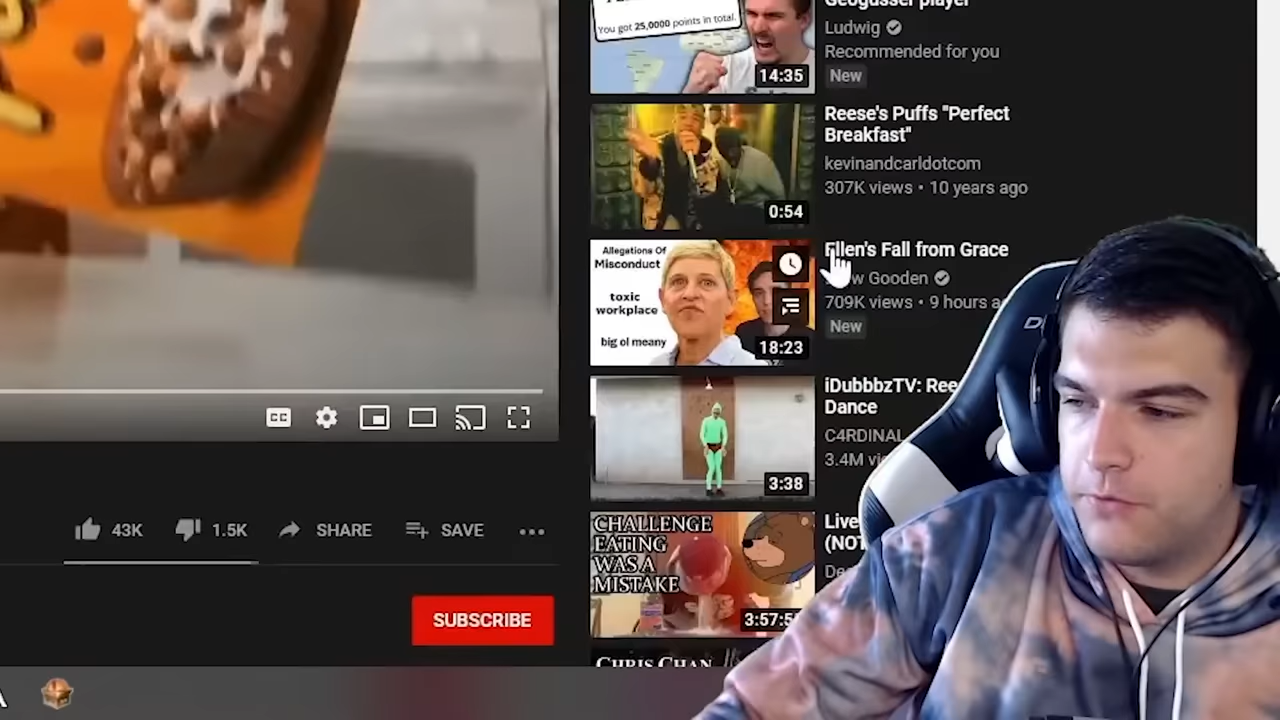 Geoguessr player
Ludwig
Recommended for you
New
You got 25,0000 points in total.
14:35
Reese's Puffs "Perfect
Breakfast"
kevinandcarldotcom
307K views • 10 years ago
0:54
Ellen's Fall from Grace
Gooden
709K views • 9 hours
New
Allegations Of
Misconduct
toxic
workplace
big ol meany
18:23
iDubbbzTV:
Dance
C4RDINAL
3.4M
3:38
Live
(NOT
CHALLENGE
EATING
WAS A
MISTAKE
3:57:5
CHRIS CHAN
CC
43K
1.5K
SHARE
SAVE
SUBSCRIBE